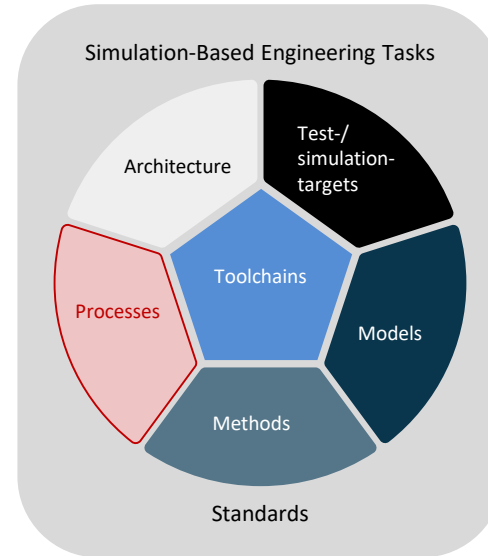 Simulation-Based Engineering Tasks
Test-/
simulation-
targets
Architecture
Toolchains
Processes
Models
Methods
Standards